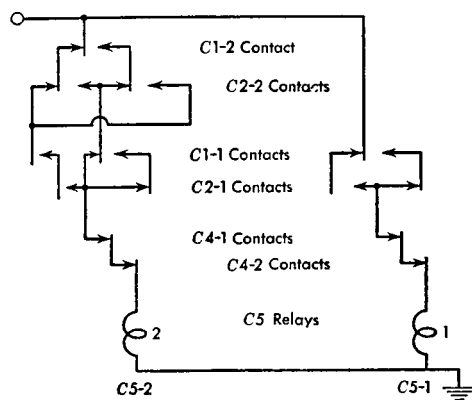 C1-2 Contact
C2-2 Contacts
C1-1 Contacts
C2-1 Contacts
C4-1 Contacts
C4-2 Contacts
2
C5 Relays
1
C5-2
C5-1